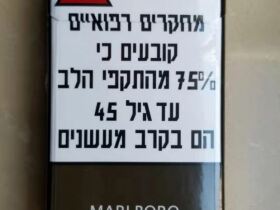 מחקרים רפואיים
קובעים כי
75% מהתקפי הלב
עד גיל 45
הם בקרב מעשנים
MARLBORO